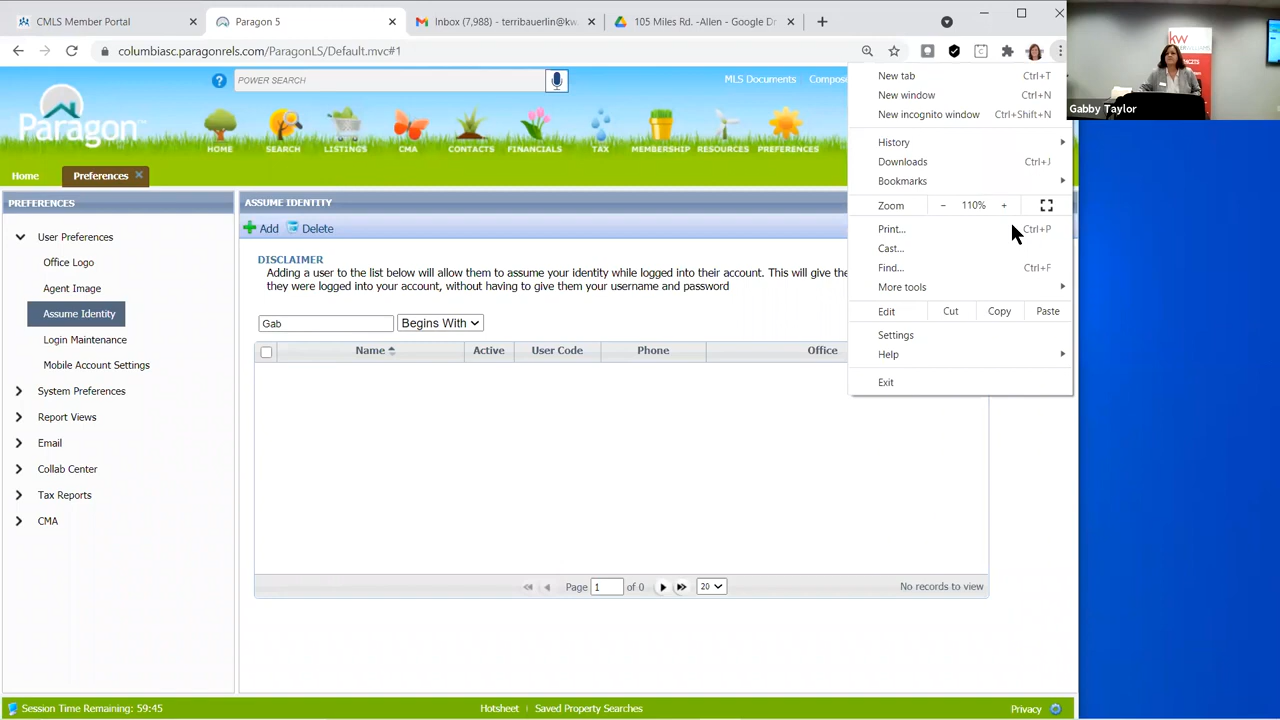 CMLS Member Portal
Paragon 5
Inbox (7,988) - terribauerlin@kw.
105 Miles Rd. -Allen - Google Dr
columbiasc.paragonrels.com/ParagonLS/Default.mvc#1
Paragon
POWER SEARCH
MLS Documents
Compos
HOME
SEARCH
LISTINGS
CMA
CONTACTS
FINANCIALS
TAX
MEMBERSHIP
RESOURCES
PREFERENCES
Home
Preferences
PREFERENCES
User Preferences
Office Logo
Agent Image
Assume Identity
Login Maintenance
Mobile Account Settings
System Preferences
Report Views
Email
Collab Center
Tax Reports
CMA
ASSUME IDENTITY
Add
Delete
DISCLAIMER
Adding a user to the list below will allow them to assume your identity while logged into their account. This will give the
they were logged into your account, without having to give them your username and password
Gab
Begins With
Name
Active
User Code
Phone
Office
Page 1 of 0
20
No records to view
New tab Ctrl+T
New window Ctrl+N
New incognito window Ctrl+Shift+N
History
Downloads Ctrl+J
Bookmarks
Zoom - 110% +
Print... Ctrl+P
Cast...
Find... Ctrl+F
More tools
Edit Cut Copy Paste
Settings
Help
Exit
kw
Gabby Taylor
Session Time Remaining: 59:45
Hotsheet
Saved Property Searches
Privacy